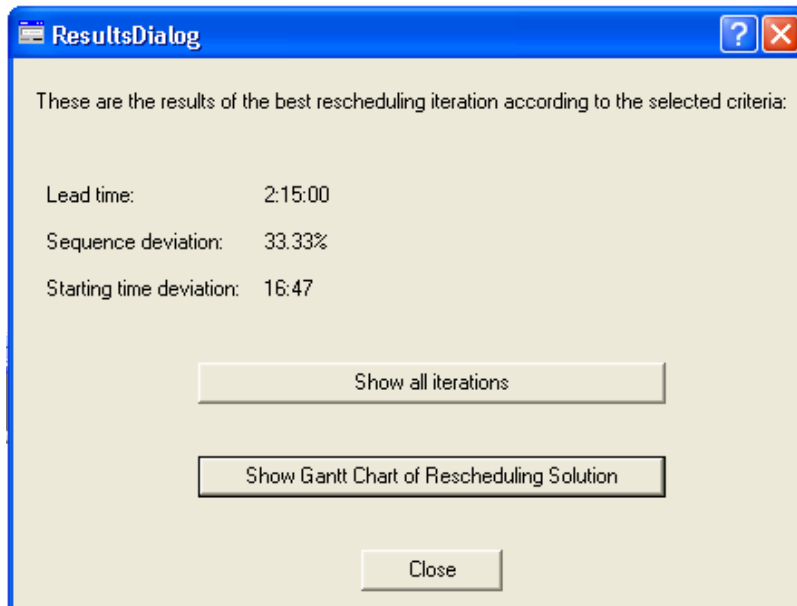 ResultsDialog
These are the results of the best rescheduling iteration according to the selected criteria:
Lead time: 2:15:00
Sequence deviation: 33.33%
Starting time deviation: 16:47
Show all iterations
Show Gantt Chart of Rescheduling Solution
Close